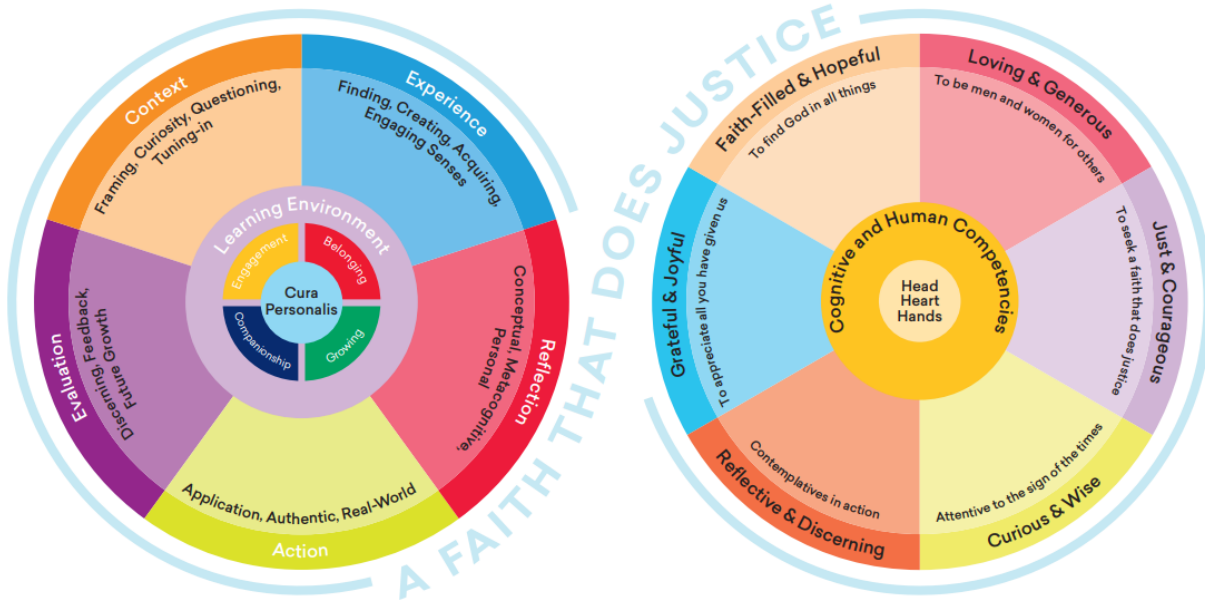 Context
Framing, Curiosity, Questioning,
Tuning-in
Experience
Finding, Creating, Acquiring,
Engaging Senses
Reflection
Conceptual, Metacognitive,
Personal
Action
Application, Authentic, Real-World
Evaluation
Discerning, Feedback,
Future Growth
Learning Environment
Engagement
Belonging
Growing
Companionship
Cura
Personalis
A FAITH THAT DOES JUSTICE
Faith-Filled & Hopeful
To find God in all things
Loving & Generous
To be men and women for others
Just & Courageous
To seek a faith that does justice
Curious & Wise
Attentive to the sign of the times
Reflective & Discerning
Contemplatives in action
Grateful & Joyful
To appreciate all you have given us
Cognitive and Human Competencies
Head
Heart
Hands